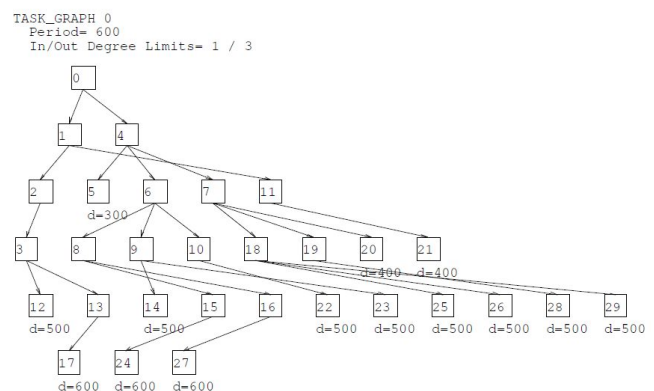 TASK_GRAPH 0
Period= 600
In/Out Degree Limits= 1 / 3
0
1 4
2 5 6 7 11
d=300
3 8 9 10 18 19 20 21
d=400 d=400
12 13 14 15 16 22 23 25 26 28 29
d=500 d=500 d=500 d=500 d=500 d=500 d=500 d=500
17 24 27
d=600 d=600 d=600